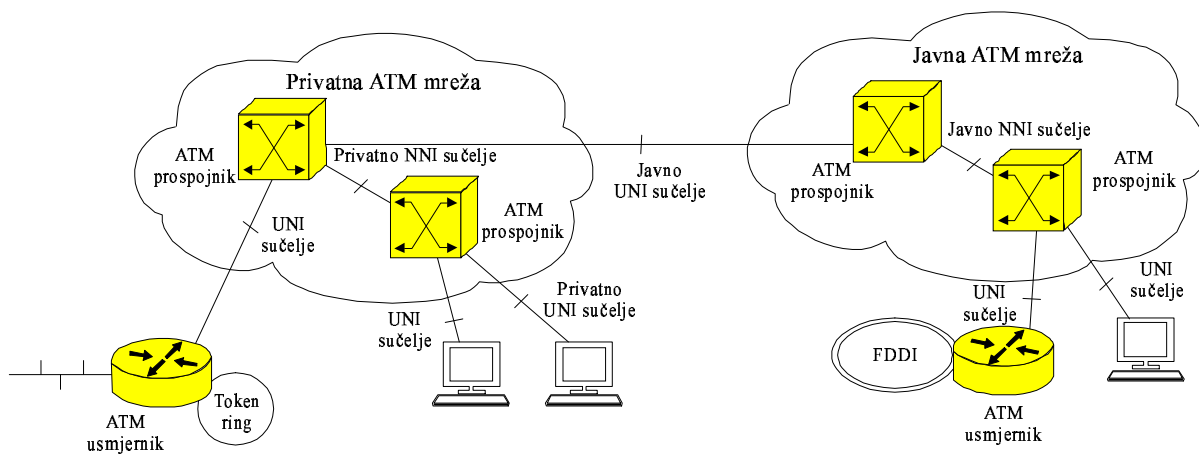 Privatna ATM mreža
ATM
prospojnik
Privatno NNI sučelje
ATM
prospojnik
UNI
sučelje
UNI
sučelje
Privatno
UNI sučelje
ATM
usmjernik
Token
ring
Javno
UNI sučelje
Javna ATM mreža
Javno NNI sučelje
ATM
prospojnik
ATM
prospojnik
UNI
sučelje
UNI
sučelje
FDDI
ATM
usmjernik